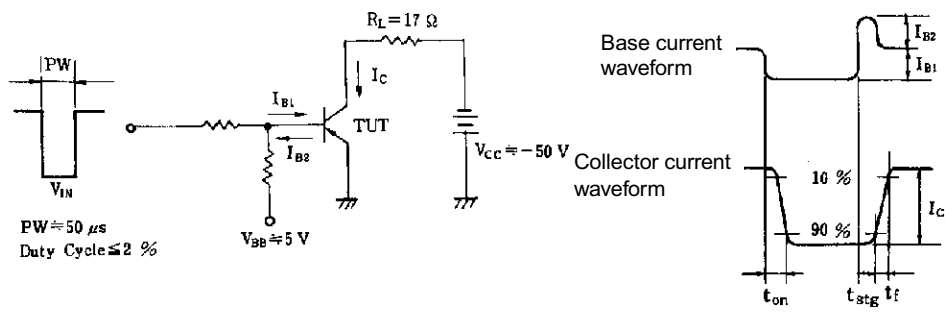 PW
V_IN
PW≒50 μs
Duty Cycle≦2 %
R_L=17 Ω
I_C
I_B1
TUT
I_B2
V_CC≒−50 V
V_BB≒5 V
Base current
waveform
I_B2
I_B1
Collector current
waveform
10 %
90 %
I_C
t_on
t_stg
t_f